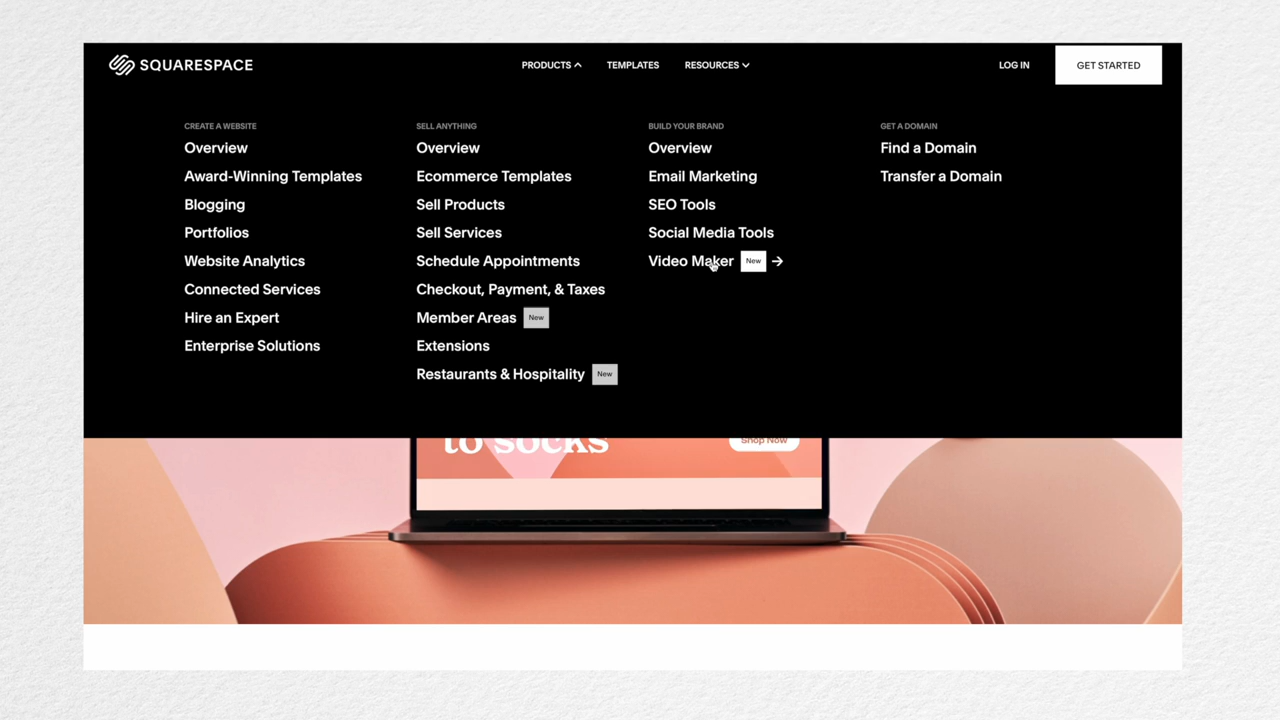 SQUARESPACE
PRODUCTS
TEMPLATES
RESOURCES
LOG IN
GET STARTED
CREATE A WEBSITE
Overview
Award-Winning Templates
Blogging
Portfolios
Website Analytics
Connected Services
Hire an Expert
Enterprise Solutions
SELL ANYTHING
Overview
Ecommerce Templates
Sell Products
Sell Services
Schedule Appointments
Checkout, Payment, & Taxes
Member Areas New
Extensions
Restaurants & Hospitality New
BUILD YOUR BRAND
Overview
Email Marketing
SEO Tools
Social Media Tools
Video Maker New →
GET A DOMAIN
Find a Domain
Transfer a Domain
to socks
Shop Now